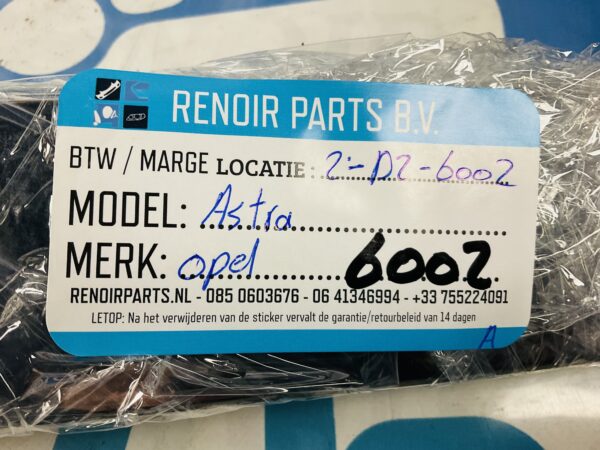 RENOIR PARTS B.V.
BTW / MARGE LOCATIE: 2-D2-6002
MODEL: Astra
MERK: opel 6002
RENOIRPARTS.NL - 085 0603676 - 06 41346994 - +33 755224091
LETOP: Na het verwijderen van de sticker vervalt de garantie/retourbeleid van 14 dagen
A